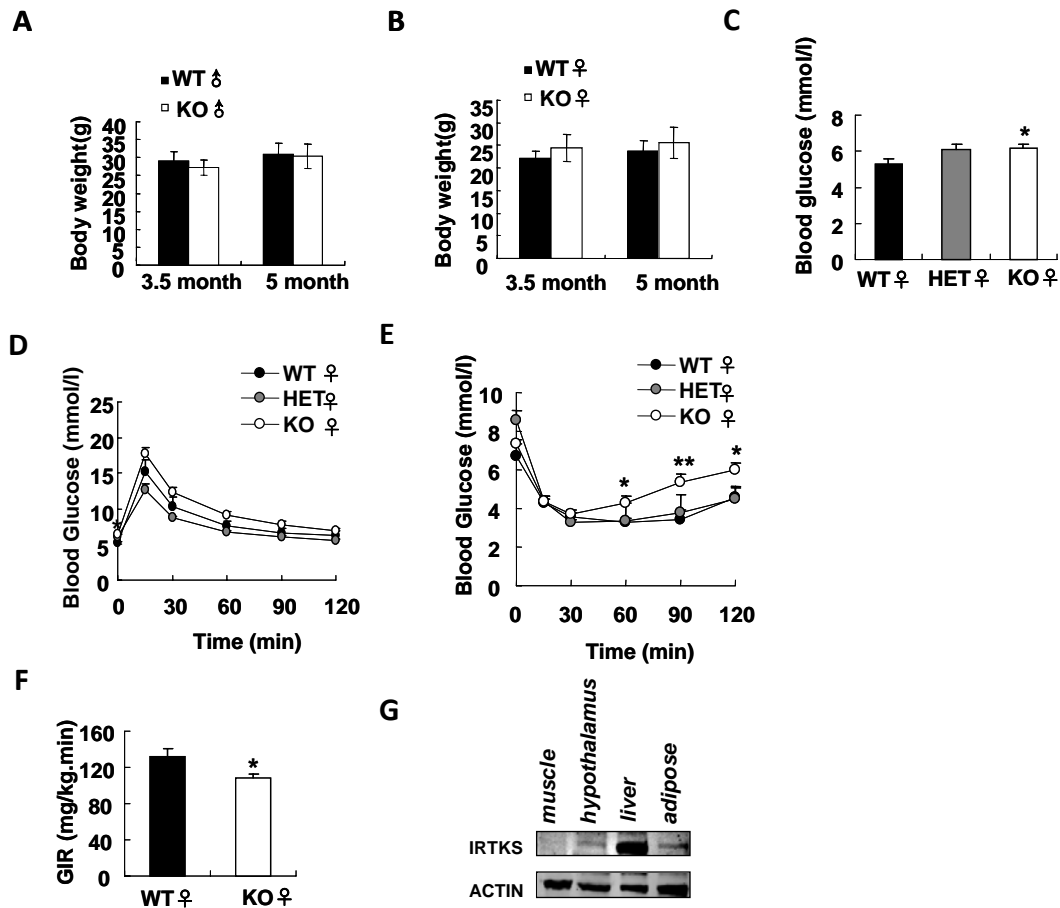 A
WT ♂
KO ♂
Body weight(g)
40
35
30
25
20
15
10
5
0
3.5 month
5 month
B
WT ♀
KO ♀
Body weight(g)
35
30
25
20
15
10
5
0
3.5 month
5 month
C
Blood glucose (mmol/l)
8
6
4
2
0
*
WT ♀
HET ♀
KO ♀
D
WT ♀
HET♀
KO ♀
Blood Glucose (mmol/l)
25
20
15
10
5
0
*
0 30 60 90 120
Time (min)
E
WT ♀
HET♀
KO ♀
Blood Glucose (mmol/l)
10
8
6
4
2
0
* ** *
0 30 60 90 120
Time (min)
F
GIR (mg/kg.min)
160
120
80
40
0
*
WT♀
KO♀
G
muscle
hypothalamus
liver
adipose
IRTKS
ACTIN